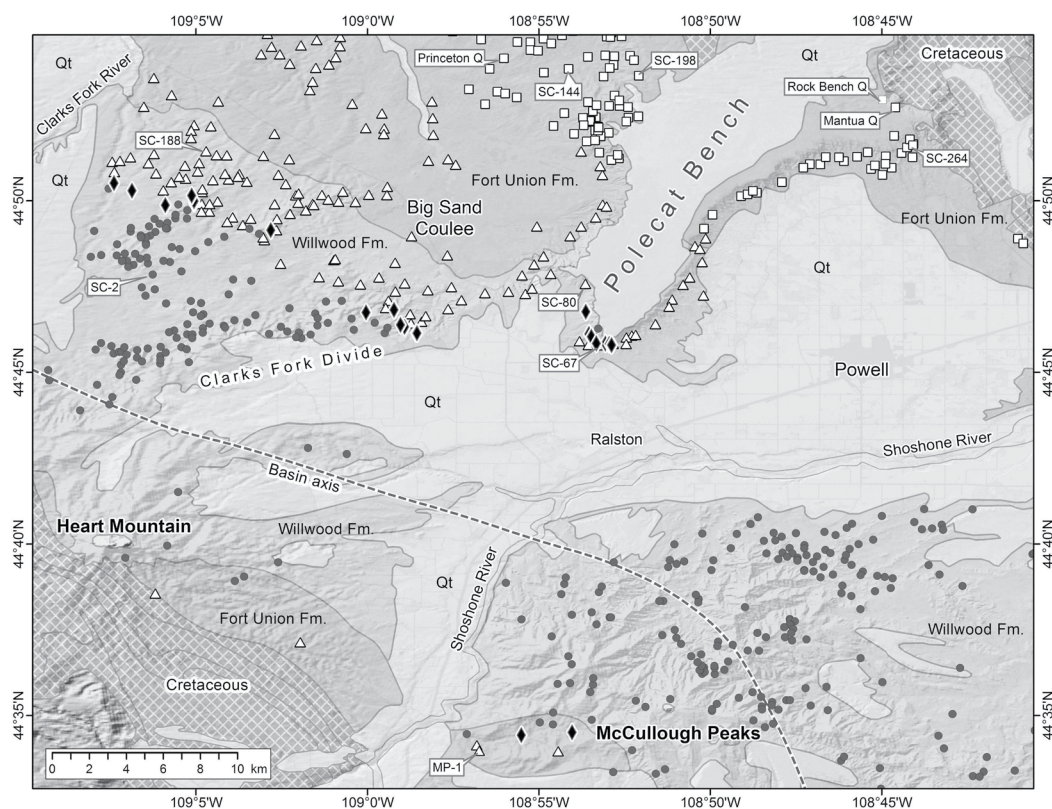 109°5'W 109°0'W 108°55'W 108°50'W 108°45'W
Qt
Clarks Fork River
Princeton Q
SC-198
SC-144
Qt
Cretaceous
Rock Bench Q
Mantua Q
SC-188
SC-264
Qt
Polecat Bench
44°50'N
44°50'N
Fort Union Fm.
Big Sand
Coulee
Fort Union Fm.
Willwood Fm.
SC-2
Qt
SC-80
SC-67
44°45'N
44°45'N
Clarks Fork Divide
Powell
Qt
Ralston
Shoshone River
Basin axis
Heart Mountain
Willwood Fm.
44°40'N
44°40'N
Qt
Shoshone River
Fort Union Fm.
Willwood Fm.
Cretaceous
44°35'N
44°35'N
McCullough Peaks
MP-1
0 2 4 6 8 10 km
109°5'W 109°0'W 108°55'W 108°50'W 108°45'W